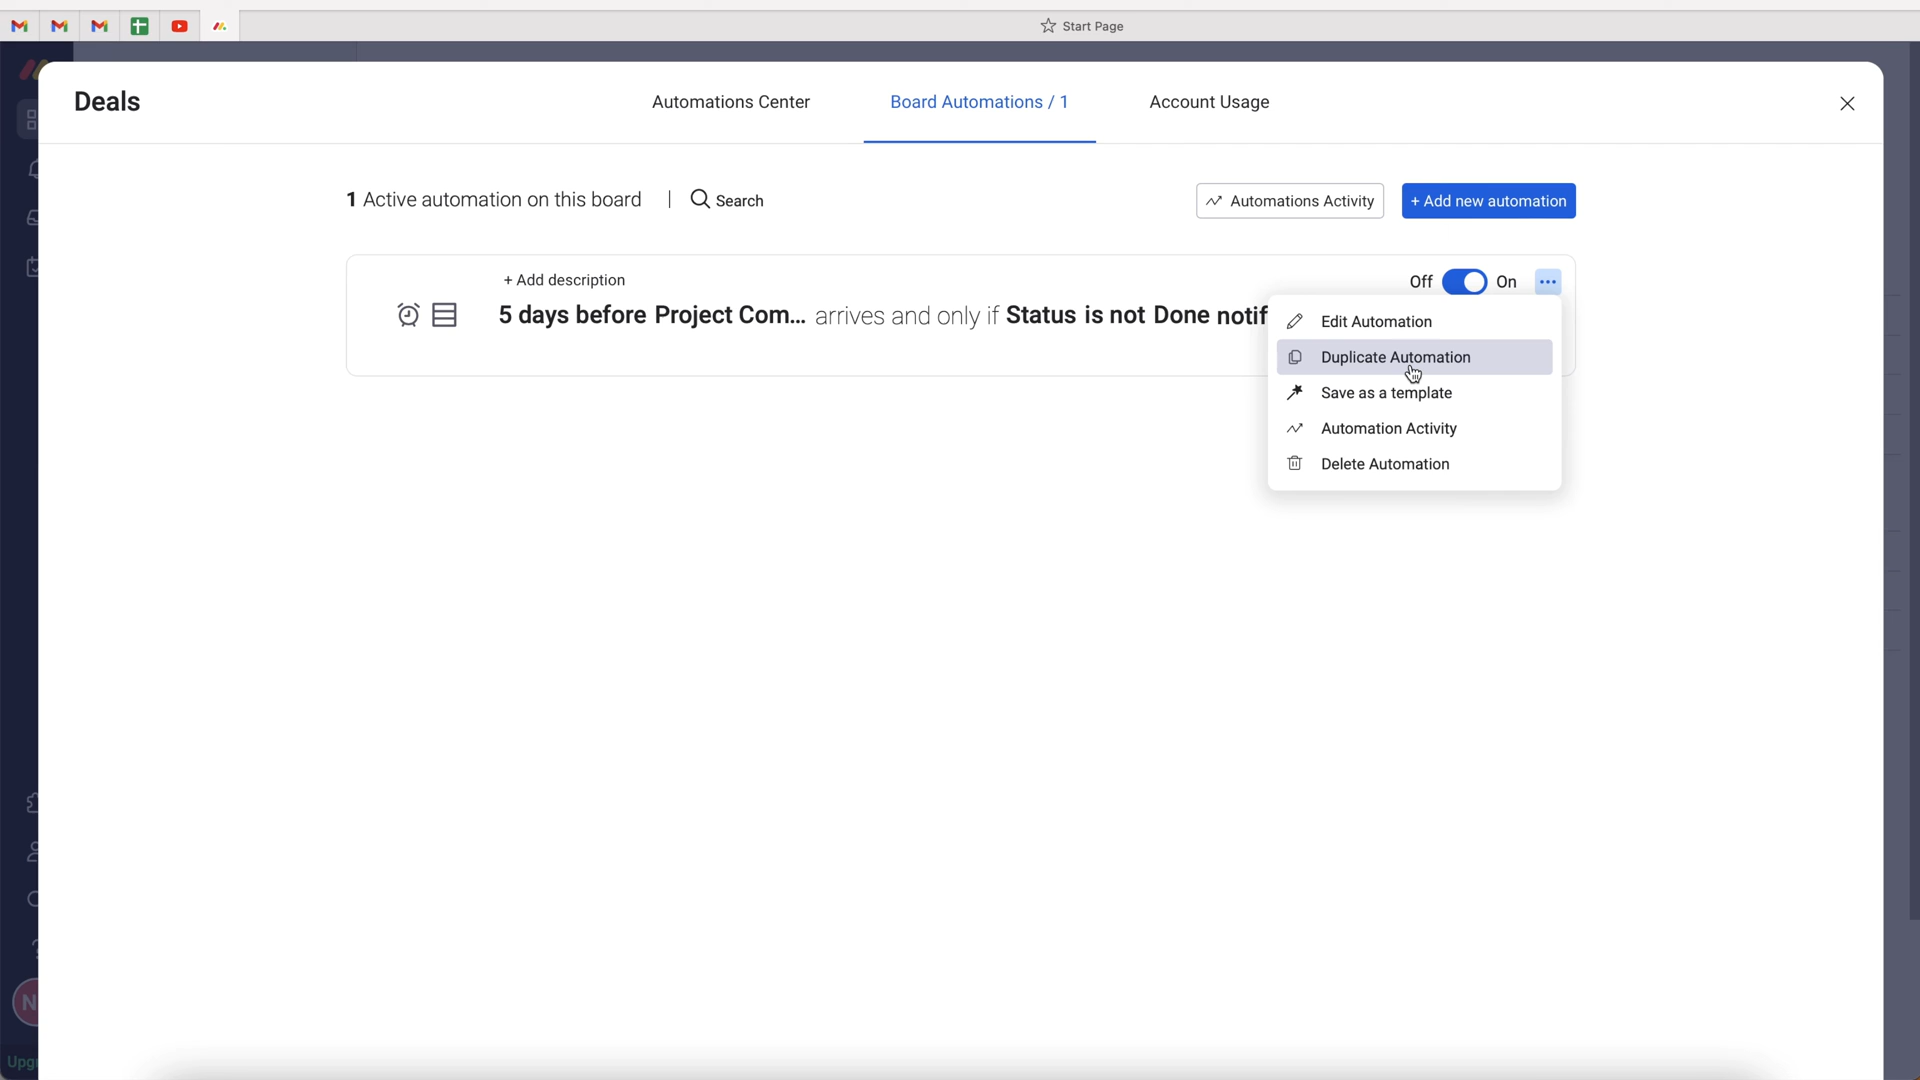 Start Page
Deals
Automations Center
Board Automations / 1
Account Usage
1 Active automation on this board
Search
Automations Activity
+ Add new automation
+ Add description
Off
On
5 days before Project Com... arrives and only if Status is not Done notif
Edit Automation
Duplicate Automation
Save as a template
Automation Activity
Delete Automation
N
Upgr